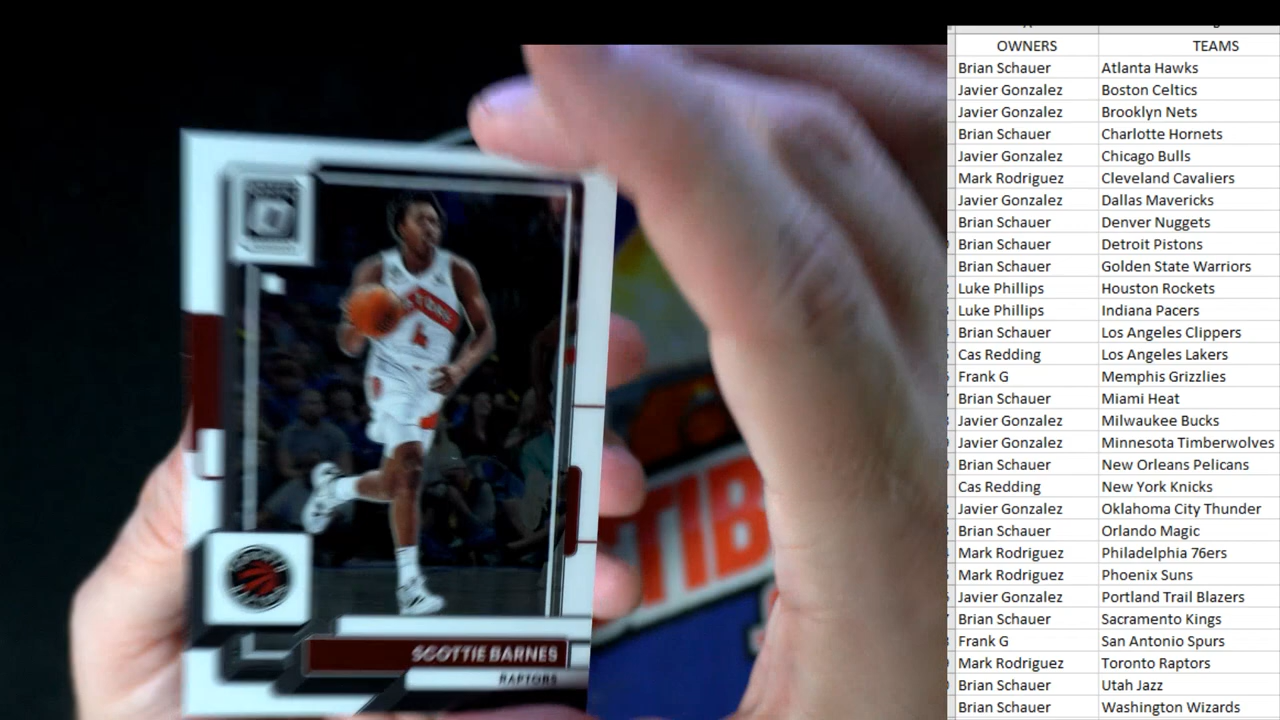 4
SCOTTIE BARNES
RAPTORS
TIB
OWNERS TEAMS
Brian Schauer Atlanta Hawks
Javier Gonzalez Boston Celtics
Javier Gonzalez Brooklyn Nets
Brian Schauer Charlotte Hornets
Javier Gonzalez Chicago Bulls
Mark Rodriguez Cleveland Cavaliers
Javier Gonzalez Dallas Mavericks
Brian Schauer Denver Nuggets
Brian Schauer Detroit Pistons
Brian Schauer Golden State Warriors
Luke Phillips Houston Rockets
Luke Phillips Indiana Pacers
Brian Schauer Los Angeles Clippers
Cas Redding Los Angeles Lakers
Frank G Memphis Grizzlies
Brian Schauer Miami Heat
Javier Gonzalez Milwaukee Bucks
Javier Gonzalez Minnesota Timberwolves
Brian Schauer New Orleans Pelicans
Cas Redding New York Knicks
Javier Gonzalez Oklahoma City Thunder
Brian Schauer Orlando Magic
Mark Rodriguez Philadelphia 76ers
Mark Rodriguez Phoenix Suns
Javier Gonzalez Portland Trail Blazers
Brian Schauer Sacramento Kings
Frank G San Antonio Spurs
Mark Rodriguez Toronto Raptors
Brian Schauer Utah Jazz
Brian Schauer Washington Wizards